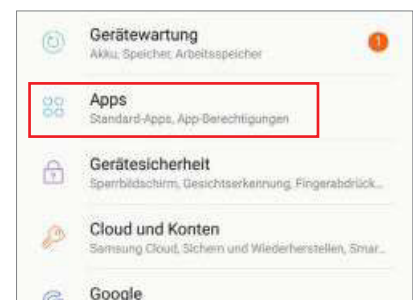 Gerätewartung
1
Akku, Speicher, Arbeitsspeicher
Apps
Standard-Apps, App-Berechtigungen
Gerätesicherheit
Sperrbildschirm, Gesichtserkennung, Fingerabdrück...
Cloud und Konten
Samsung Cloud, Sichern und Wiederherstellen, Smar...
Google